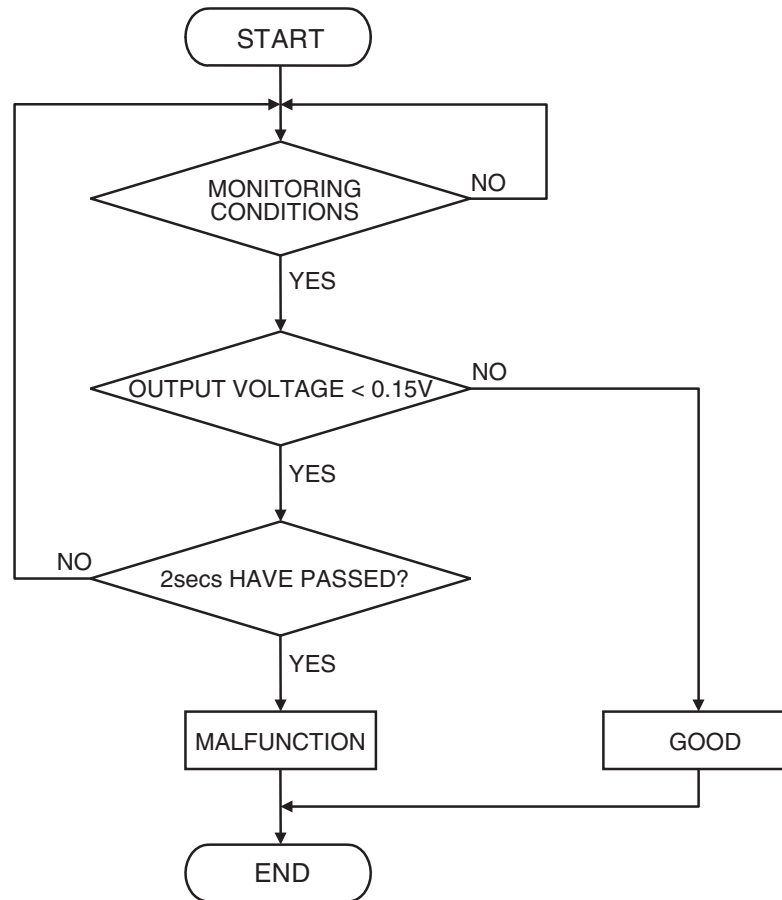 START
MONITORING
CONDITIONS
NO
YES
OUTPUT VOLTAGE < 0.15V
NO
YES
2secs HAVE PASSED?
NO
YES
MALFUNCTION
GOOD
END